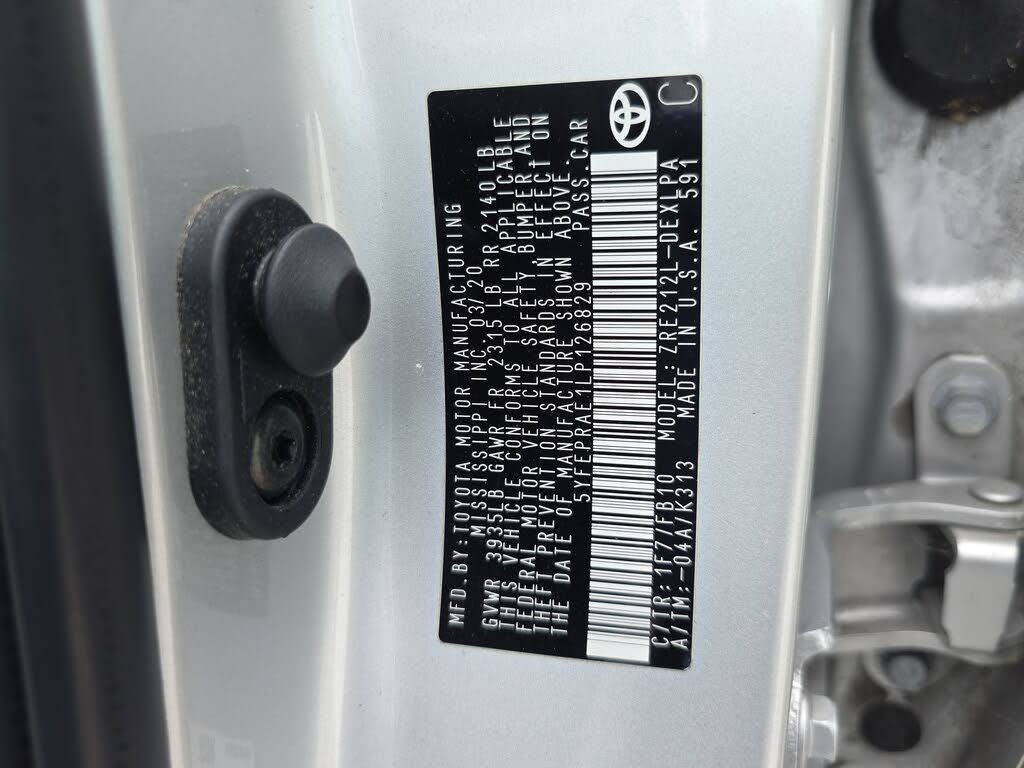 MFD.BY:TOYOTA MOTOR MANUFACTURING
MISSISSIPPI INC. 03/20
GVWR 3935LB GAWR FR 2315LB RR 2140LB
THIS VEHICLE CONFORMS TO ALL APPLICABLE
FEDERAL MOTOR VEHICLE SAFETY BUMPER AND
THEFT PREVENTION STANDARDS IN EFFECT ON
THE DATE OF MANUFACTURE SHOWN ABOVE.
5YFEPRAE1LP126829 PASS.CAR
C/TR:1F7/FB10 MODEL:ZRE212L-DEXLPA
A/TM:-04A/K313 MADE IN U.S.A. 591
C